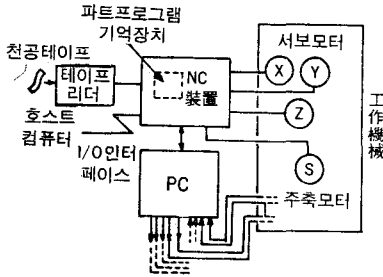 파트프로그램
기억장치
서보모터
천공테이프
테이프
리더
NC
装置
X
Y
Z
호스트
컴퓨터
I/O인터
페이스
PC
S
주축모터
工作機械